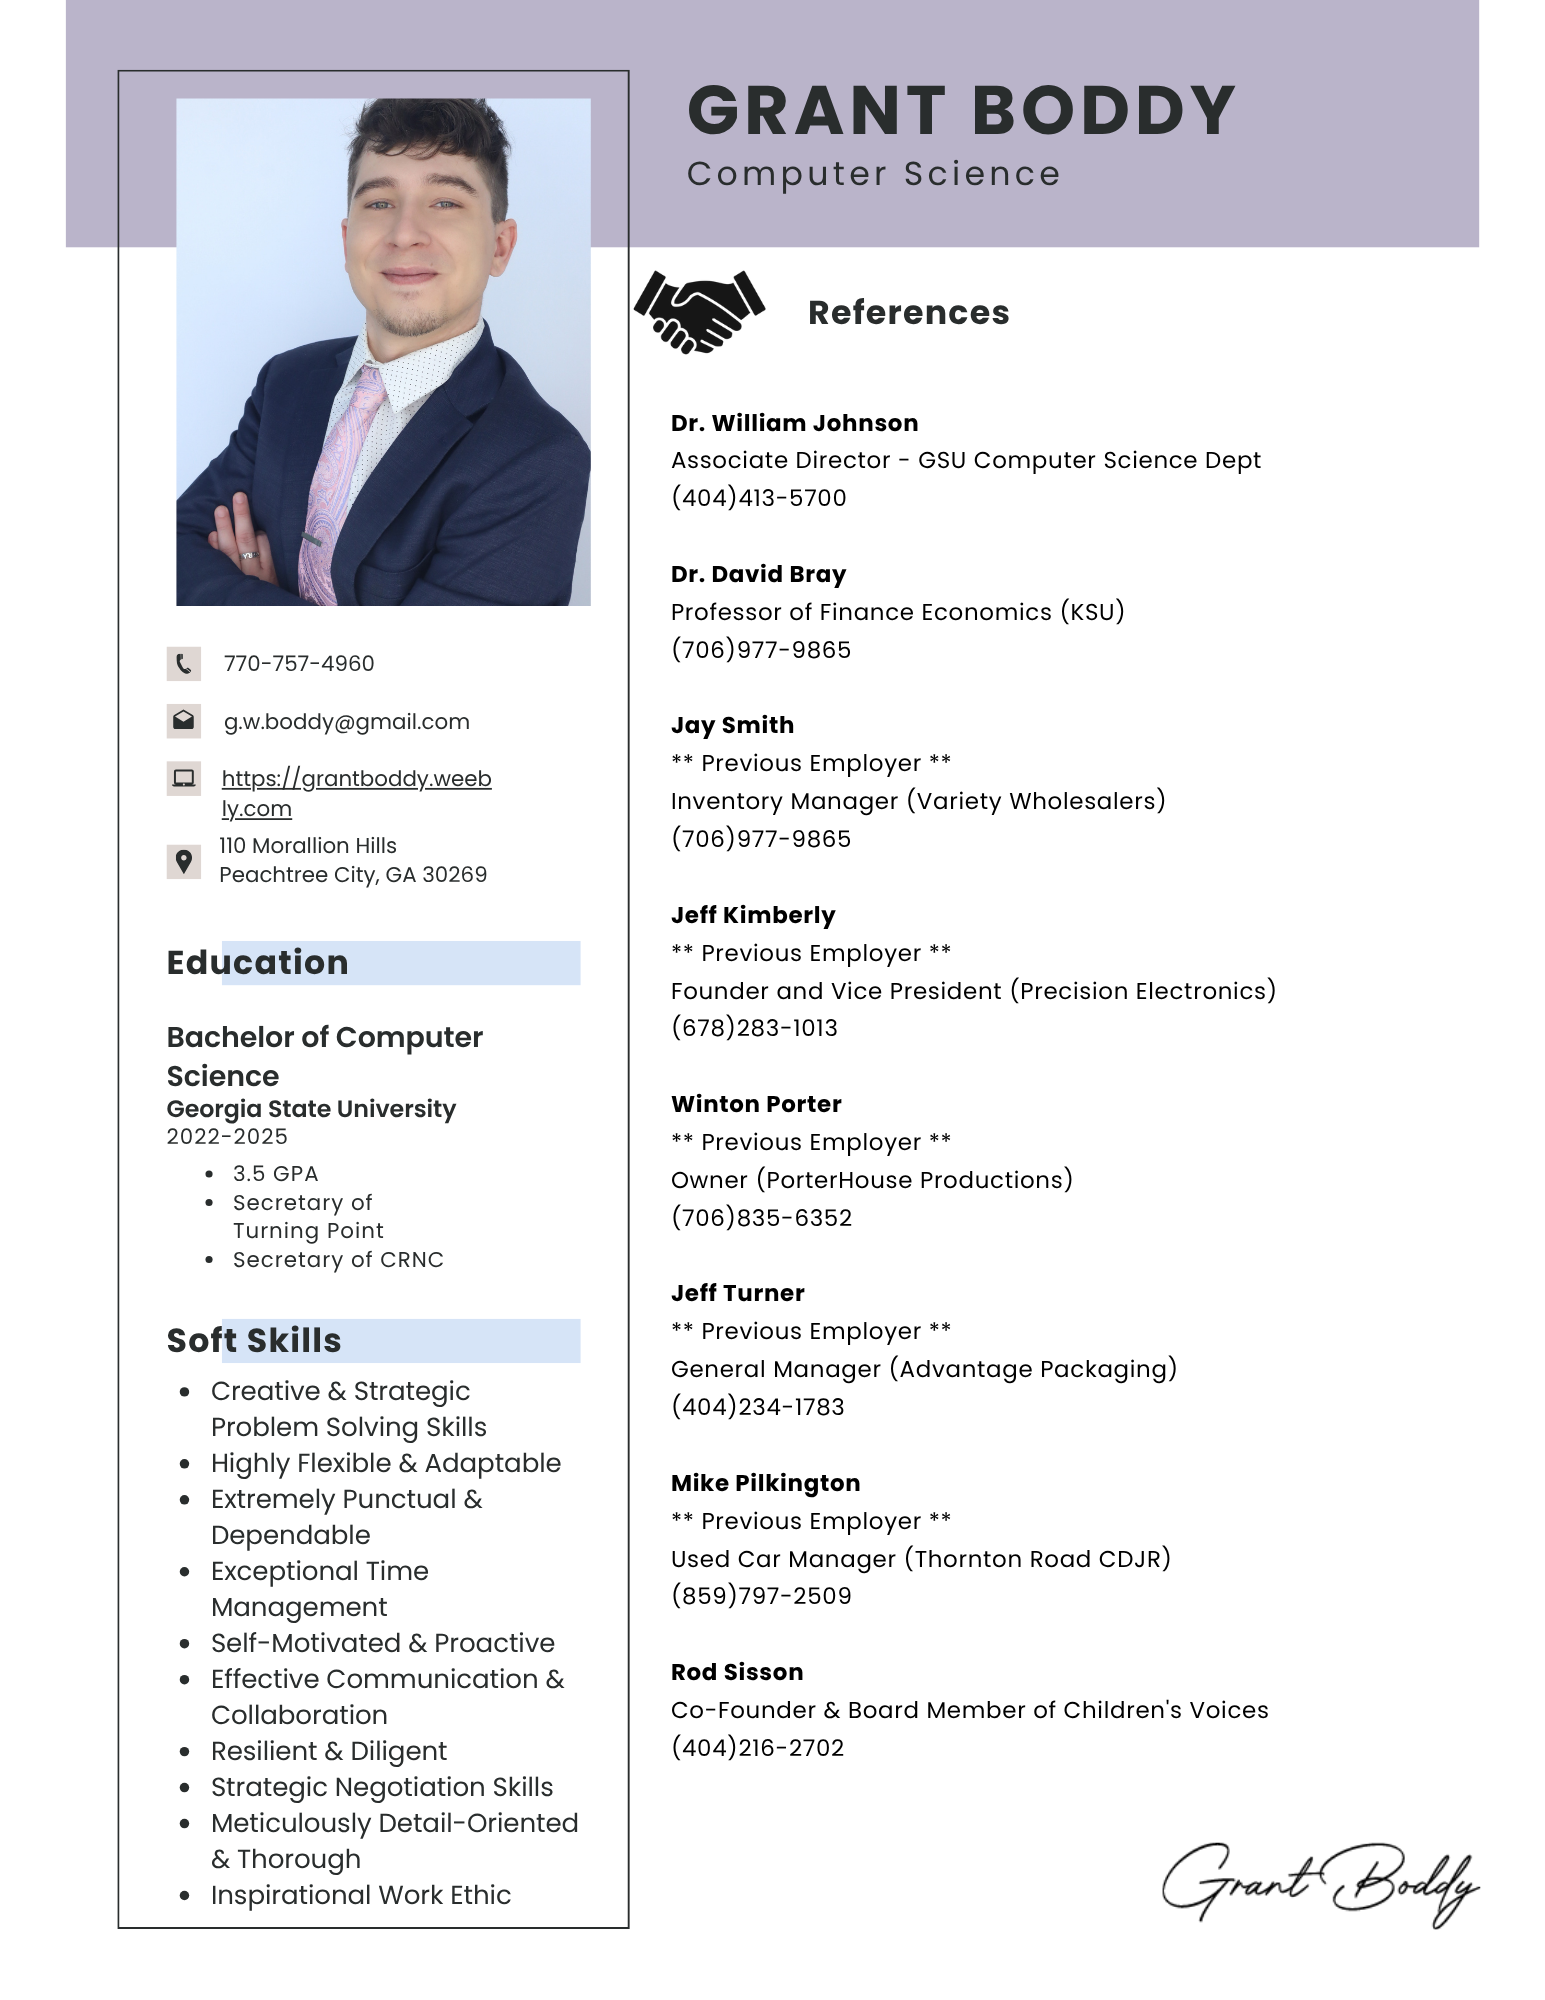 GRANT BODDY
Computer Science
770-757-4960
g.w.boddy@gmail.com
https://grantboddy.weeb
ly.com
110 Morallion Hills
Peachtree City, GA 30269
Education
Bachelor of Computer
Science
Georgia State University
2022-2025
• 3.5 GPA
• Secretary of
Turning Point
• Secretary of CRNC
Soft Skills
• Creative & Strategic
Problem Solving Skills
• Highly Flexible & Adaptable
• Extremely Punctual &
Dependable
• Exceptional Time
Management
• Self-Motivated & Proactive
• Effective Communication &
Collaboration
• Resilient & Diligent
• Strategic Negotiation Skills
• Meticulously Detail-Oriented
& Thorough
• Inspirational Work Ethic
References
Dr. William Johnson
Associate Director - GSU Computer Science Dept
(404)413-5700
Dr. David Bray
Professor of Finance Economics (KSU)
(706)977-9865
Jay Smith
** Previous Employer **
Inventory Manager (Variety Wholesalers)
(706)977-9865
Jeff Kimberly
** Previous Employer **
Founder and Vice President (Precision Electronics)
(678)283-1013
Winton Porter
** Previous Employer **
Owner (PorterHouse Productions)
(706)835-6352
Jeff Turner
** Previous Employer **
General Manager (Advantage Packaging)
(404)234-1783
Mike Pilkington
** Previous Employer **
Used Car Manager (Thornton Road CDJR)
(859)797-2509
Rod Sisson
Co-Founder & Board Member of Children's Voices
(404)216-2702
Grant Boddy